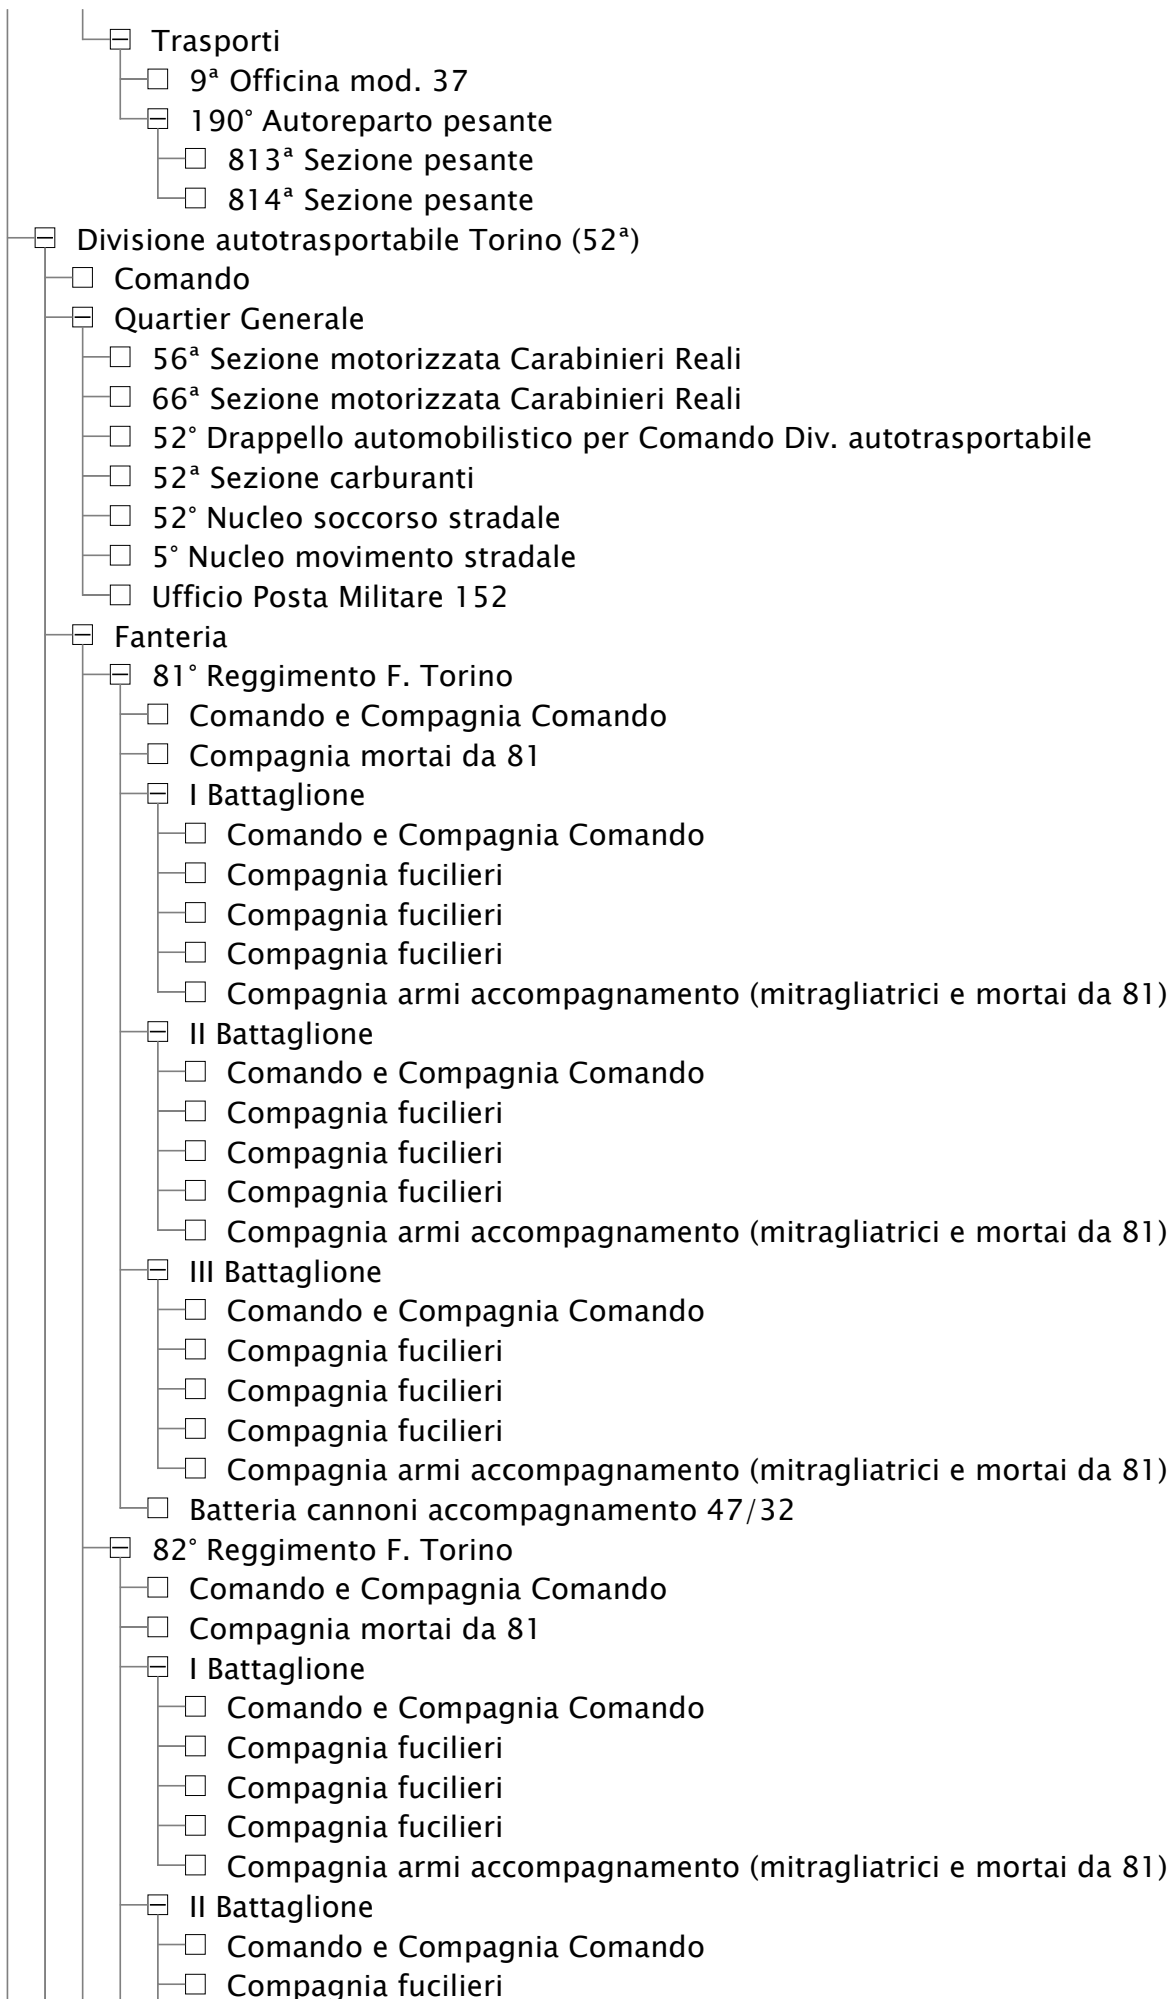 Trasporti
9ª Officina mod. 37
190° Autoreparto pesante
813ª Sezione pesante
814ª Sezione pesante
Divisione autotrasportabile Torino (52ª)
Comando
Quartier Generale
56ª Sezione motorizzata Carabinieri Reali
66ª Sezione motorizzata Carabinieri Reali
52° Drappello automobilistico per Comando Div. autotrasportabile
52ª Sezione carburanti
52° Nucleo soccorso stradale
5° Nucleo movimento stradale
Ufficio Posta Militare 152
Fanteria
81° Reggimento F. Torino
Comando e Compagnia Comando
Compagnia mortai da 81
I Battaglione
Comando e Compagnia Comando
Compagnia fucilieri
Compagnia fucilieri
Compagnia fucilieri
Compagnia armi accompagnamento (mitragliatrici e mortai da 81)
II Battaglione
Comando e Compagnia Comando
Compagnia fucilieri
Compagnia fucilieri
Compagnia fucilieri
Compagnia armi accompagnamento (mitragliatrici e mortai da 81)
III Battaglione
Comando e Compagnia Comando
Compagnia fucilieri
Compagnia fucilieri
Compagnia fucilieri
Compagnia armi accompagnamento (mitragliatrici e mortai da 81)
Batteria cannoni accompagnamento 47/32
82° Reggimento F. Torino
Comando e Compagnia Comando
Compagnia mortai da 81
I Battaglione
Comando e Compagnia Comando
Compagnia fucilieri
Compagnia fucilieri
Compagnia fucilieri
Compagnia armi accompagnamento (mitragliatrici e mortai da 81)
II Battaglione
Comando e Compagnia Comando
Compagnia fucilieri